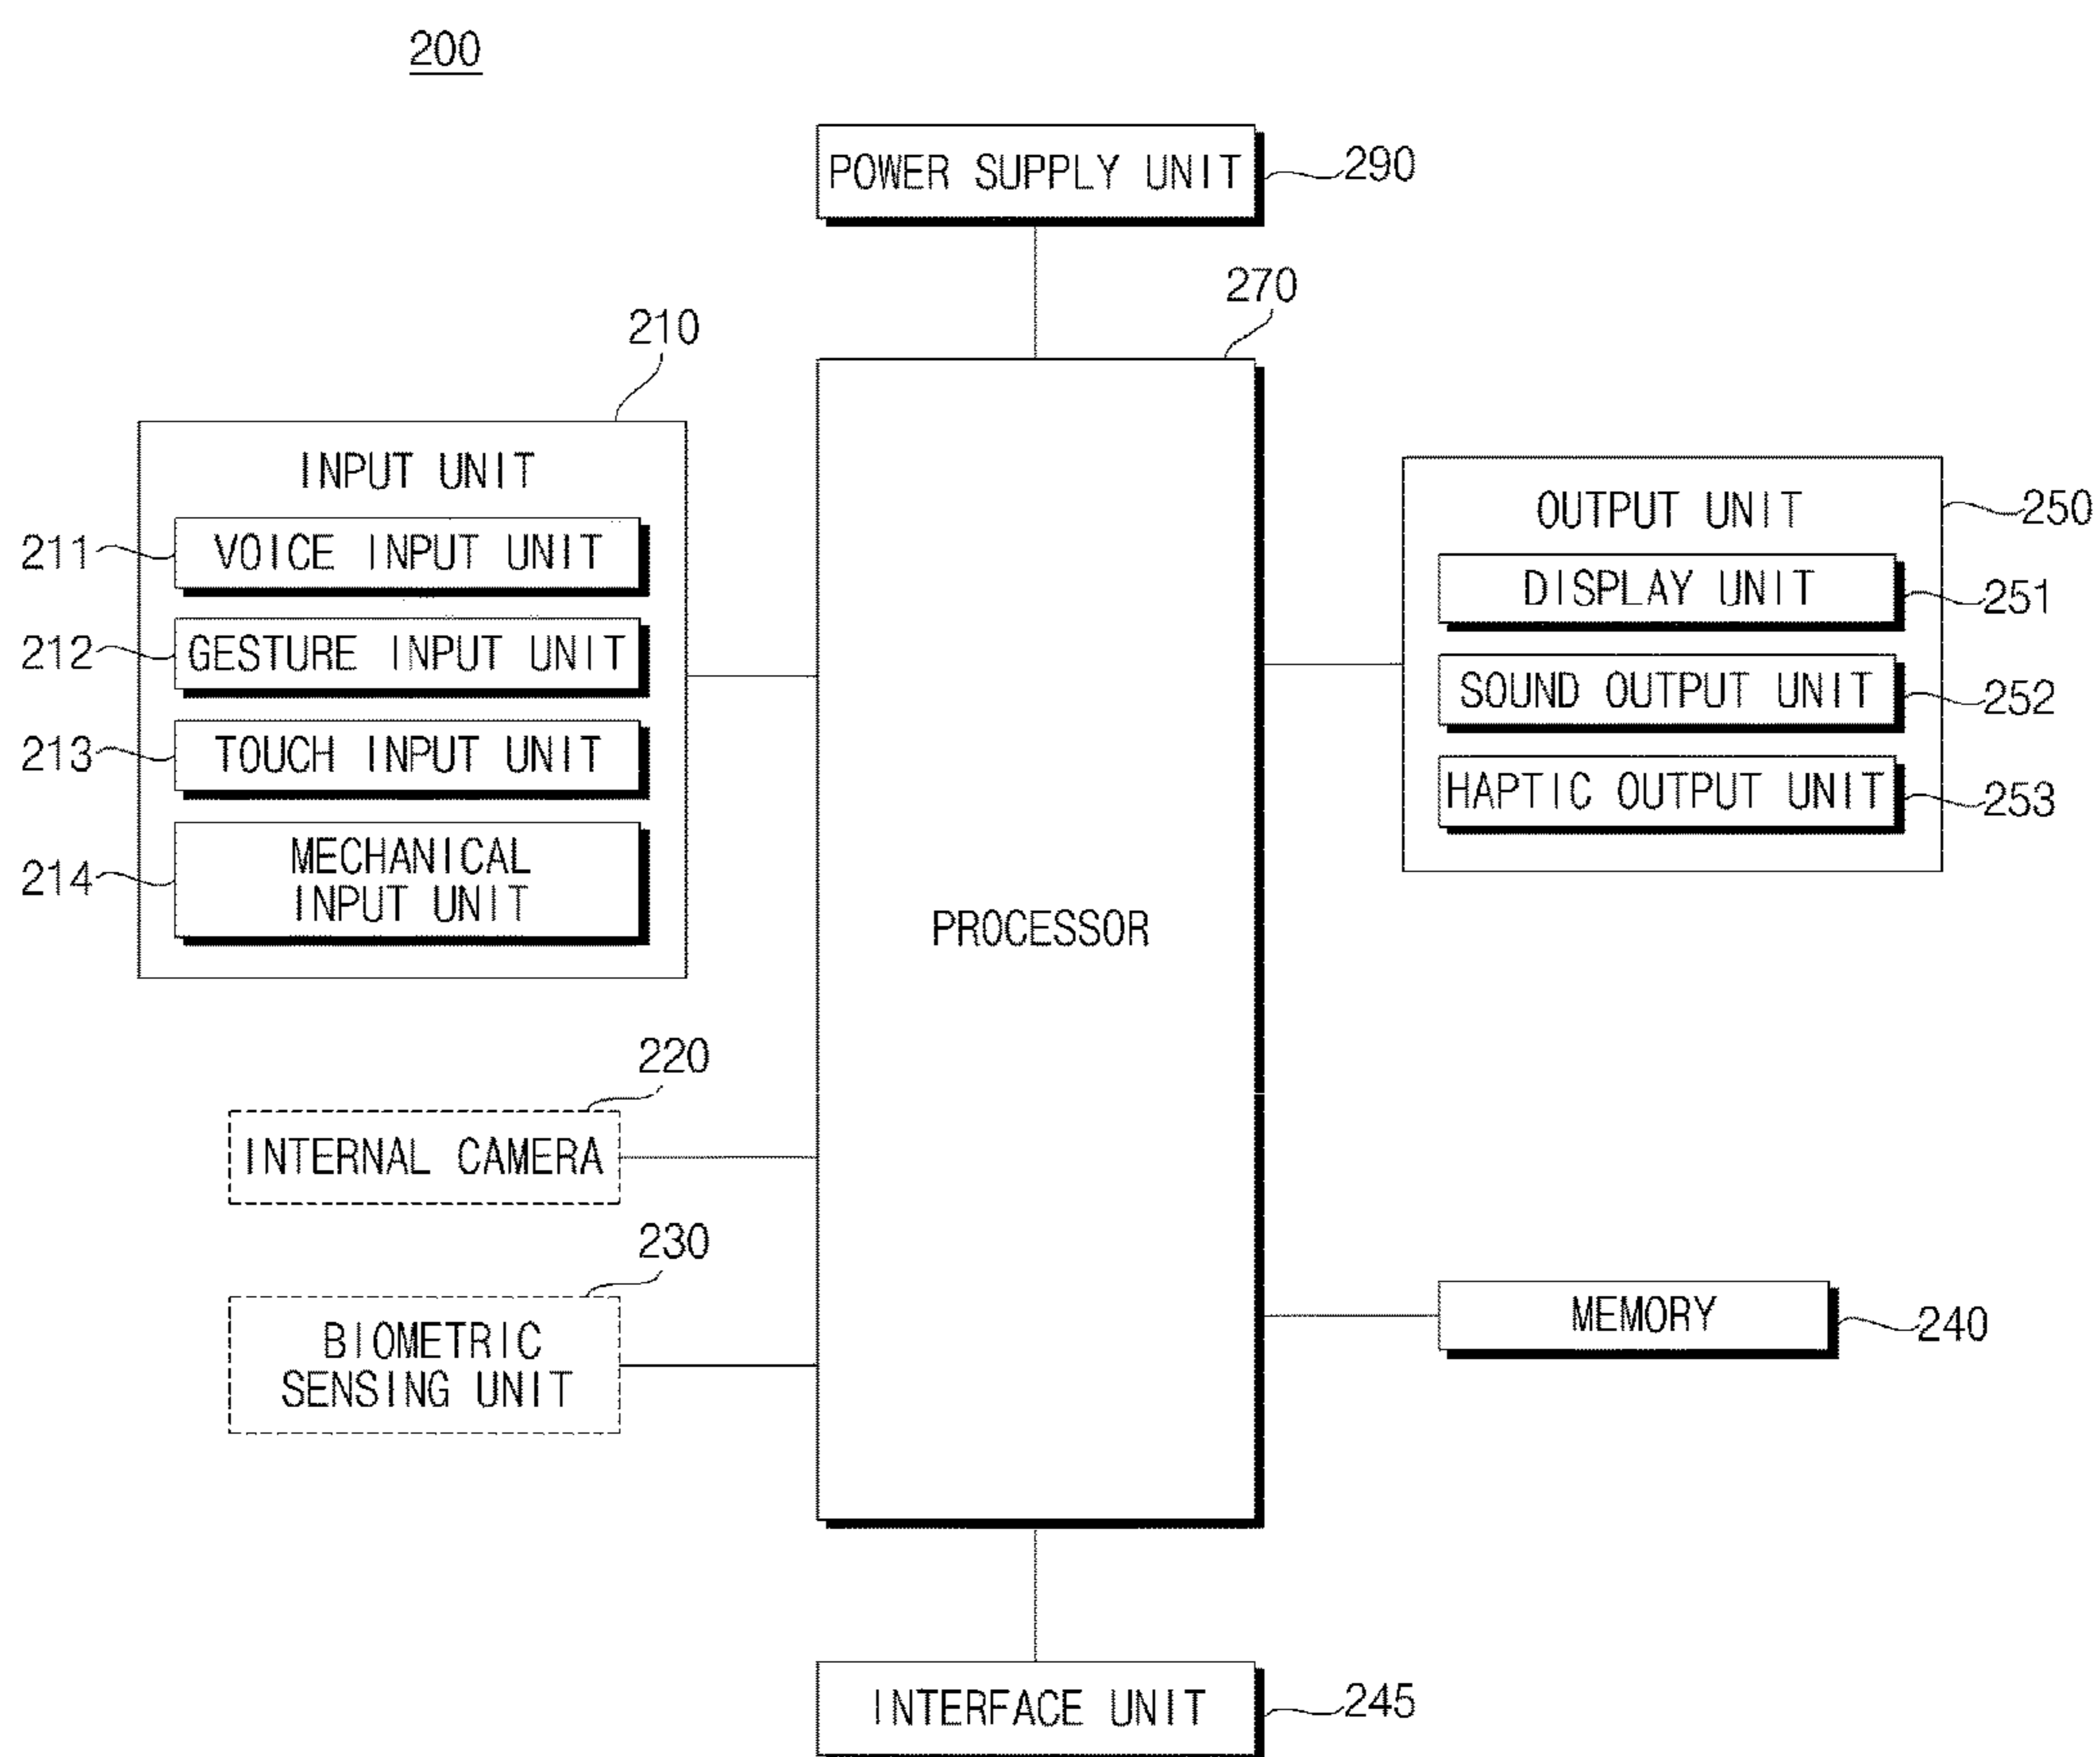 200
POWER SUPPLY UNIT
290
270
210
INPUT UNIT
211
VOICE INPUT UNIT
212
GESTURE INPUT UNIT
213
TOUCH INPUT UNIT
214
MECHANICAL
INPUT UNIT
PROCESSOR
OUTPUT UNIT
250
DISPLAY UNIT
251
SOUND OUTPUT UNIT
252
HAPTIC OUTPUT UNIT
253
220
INTERNAL CAMERA
230
BIOMETRIC
SENSING UNIT
MEMORY
240
INTERFACE UNIT
245